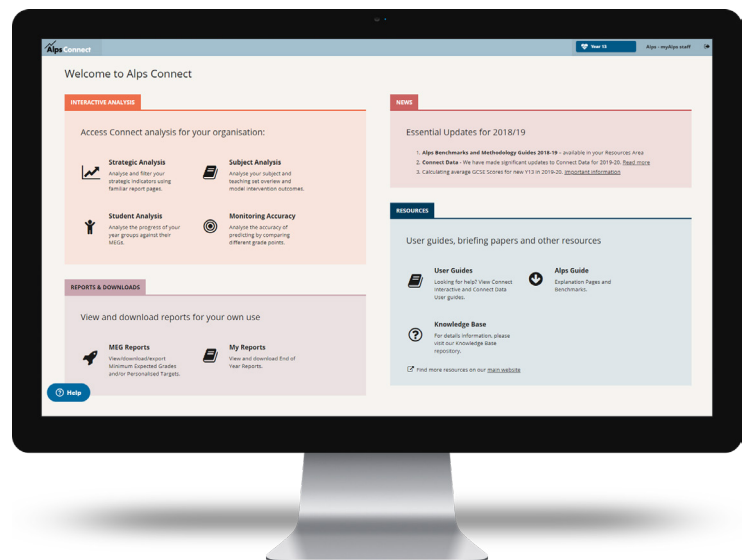 Alps Connect
Year 13
Alps - myAlps staff
Welcome to Alps Connect
INTERACTIVE ANALYSIS
Access Connect analysis for your organisation:
Strategic Analysis
Analyse and filter your
strategic indicators using
familiar report pages.
Subject Analysis
Analyse your subject and
teaching set overiew and
model intervention outcomes.
Student Analysis
Analyse the progress of your
year groups against their
MEGs.
Monitoring Accuracy
Analyse the accuracy of
predicting by comparing
different grade points.
REPORTS & DOWNLOADS
View and download reports for your own use
MEG Reports
View/download/export
Minimum Expected Grades
and/or Personalised Targets.
My Reports
View and download End of
Year Reports.
Help
NEWS
Essential Updates for 2018/19
1. Alps Benchmarks and Methodology Guides 2018-19 - available in your Resources Area
2. Connect Data - We have made significant updates to Connect Data for 2019-20. Read more
3. Calculating average GCSE Scores for new Y13 in 2019-20. important information
RESOURCES
User guides, briefing papers and other resources
User Guides
Looking for help? View Connect
Interactive and Connect Data
User guides.
Alps Guide
Explanation Pages and
Benchmarks.
Knowledge Base
For details information, please
visit our Knowledge Base
repository.
Find more resources on our main website